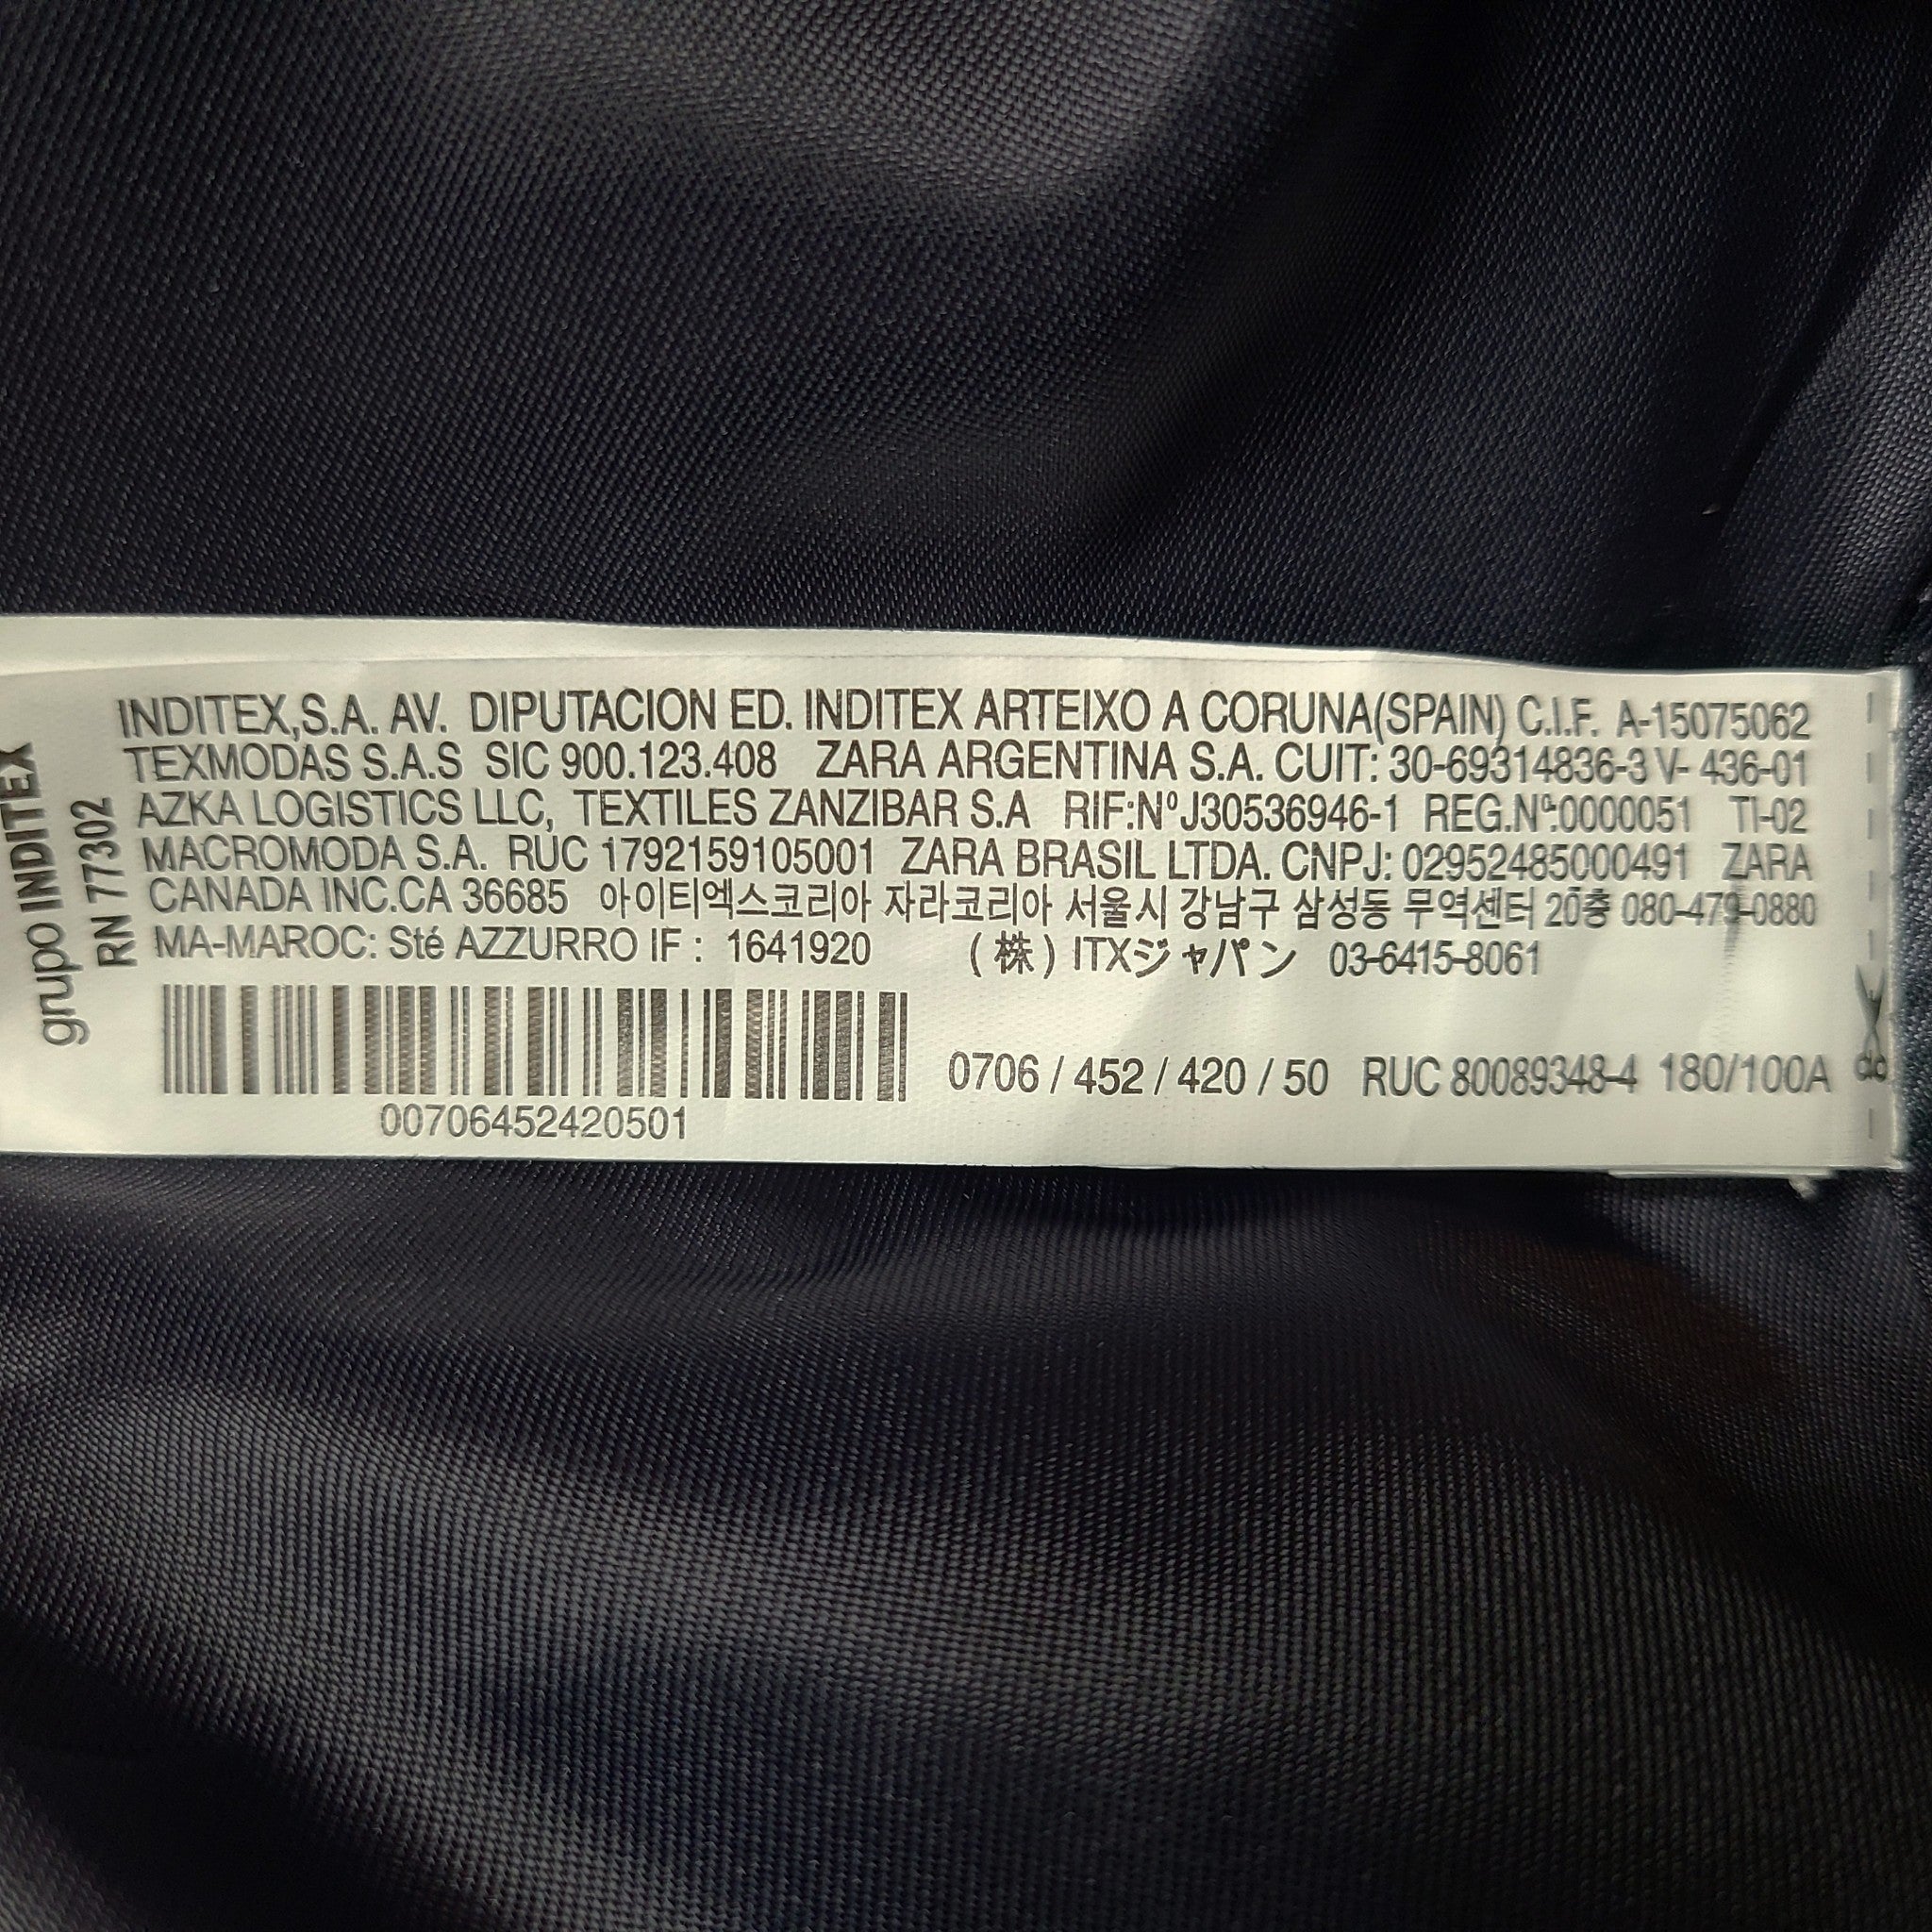 grupo INDITEX
RN 77302
INDITEX,S.A. AV. DIPUTACION ED. INDITEX ARTEIXO A CORUNA(SPAIN) C.I.F. A-15075062
TEXMODAS S.A.S SIC 900.123.408 ZARA ARGENTINA S.A. CUIT: 30-69314836-3 V- 436-01
AZKA LOGISTICS LLC, TEXTILES ZANZIBAR S.A RIF:NºJ30536946-1 REG.Nº:0000051 TI-02
MACROMODA S.A. RUC 1792159105001 ZARA BRASIL LTDA. CNPJ: 02952485000491 ZARA
CANADA INC.CA 36685 아이티엑스코리아 자라코리아 서울시 강남구 삼성동 무역센터 20층 080-479-0880
MA-MAROC: Sté AZZURRO IF : 1641920 (株) ITXジャパン 03-6415-8061
0706 / 452 / 420 / 50 RUC 80089348-4 180/100A
00706452420501